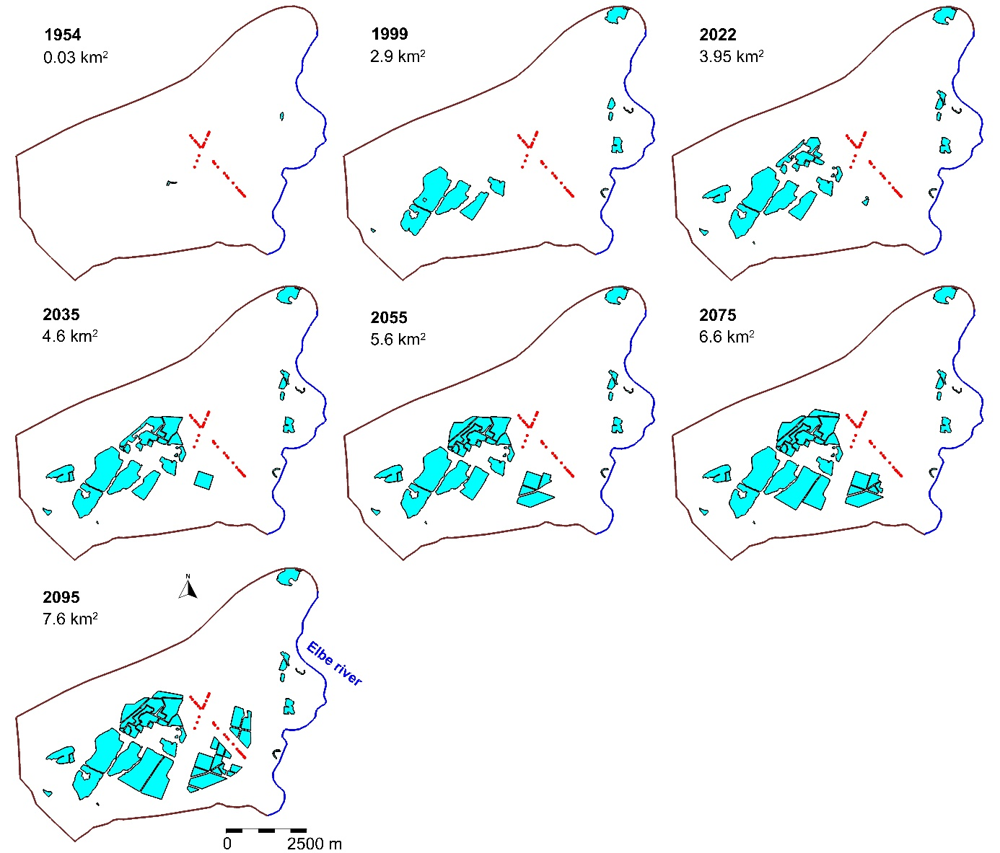 1954
0.03 km²
1999
2.9 km²
2022
3.95 km²
2035
4.6 km²
2055
5.6 km²
2075
6.6 km²
N
2095
7.6 km²
Elbe river
0 2500 m